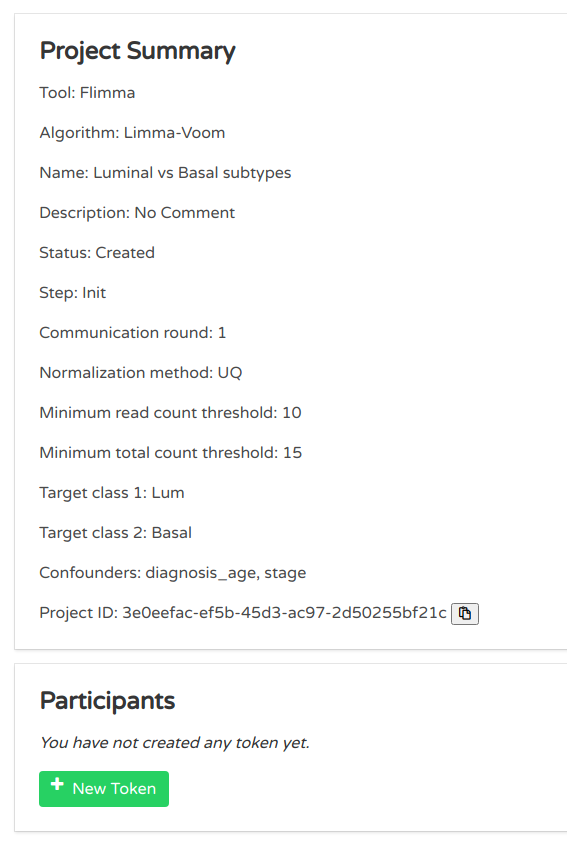 Project Summary
Tool: Flimma
Algorithm: Limma-Voom
Name: Luminal vs Basal subtypes
Description: No Comment
Status: Created
Step: Init
Communication round: 1
Normalization method: UQ
Minimum read count threshold: 10
Minimum total count threshold: 15
Target class 1: Lum
Target class 2: Basal
Confounders: diagnosis_age, stage
Project ID: 3e0eefac-ef5b-45d3-ac97-2d50255bf21c
Participants
You have not created any token yet.
New Token